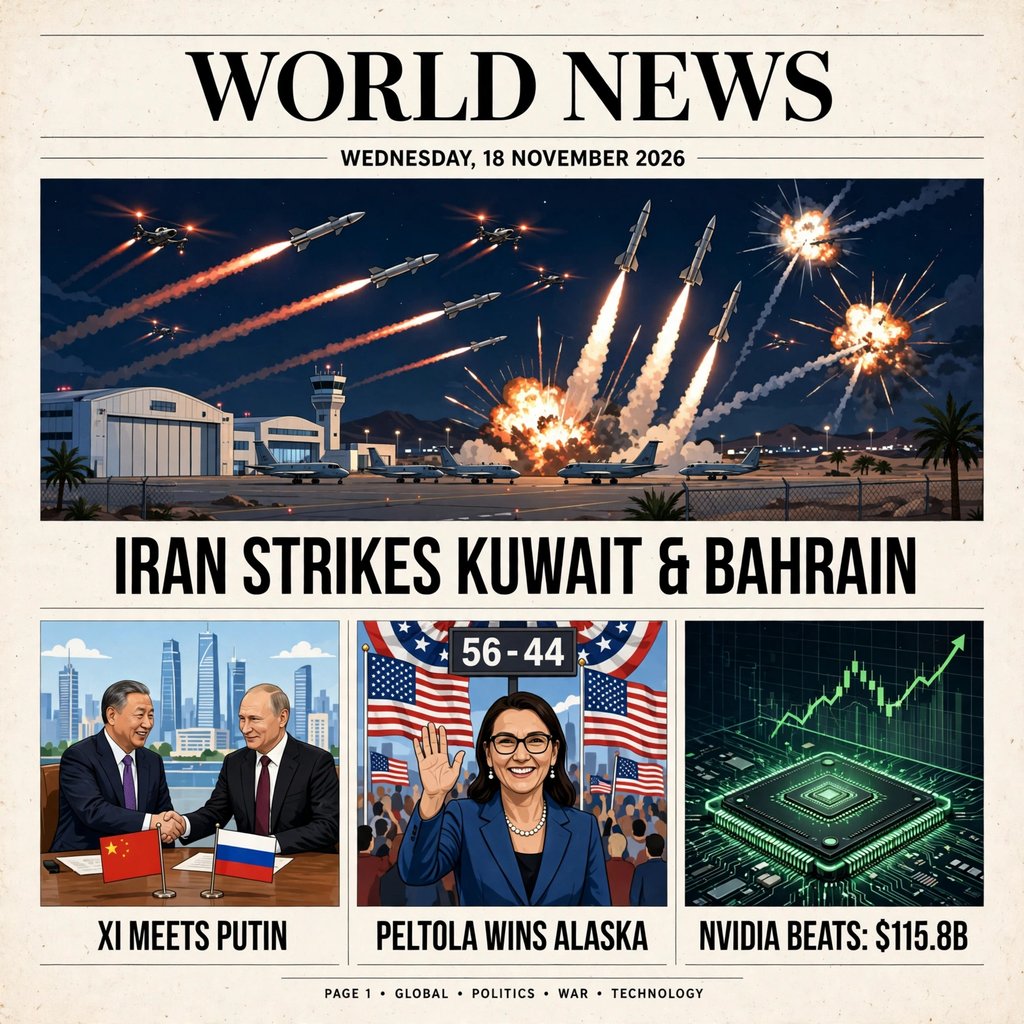 WORLD NEWS
WEDNESDAY, 18 NOVEMBER 2026
IRAN STRIKES KUWAIT & BAHRAIN
56-44
XI MEETS PUTIN
PELTOLA WINS ALASKA
NVIDIA BEATS: $115.8B
PAGE 1 • GLOBAL • POLITICS • WAR • TECHNOLOGY